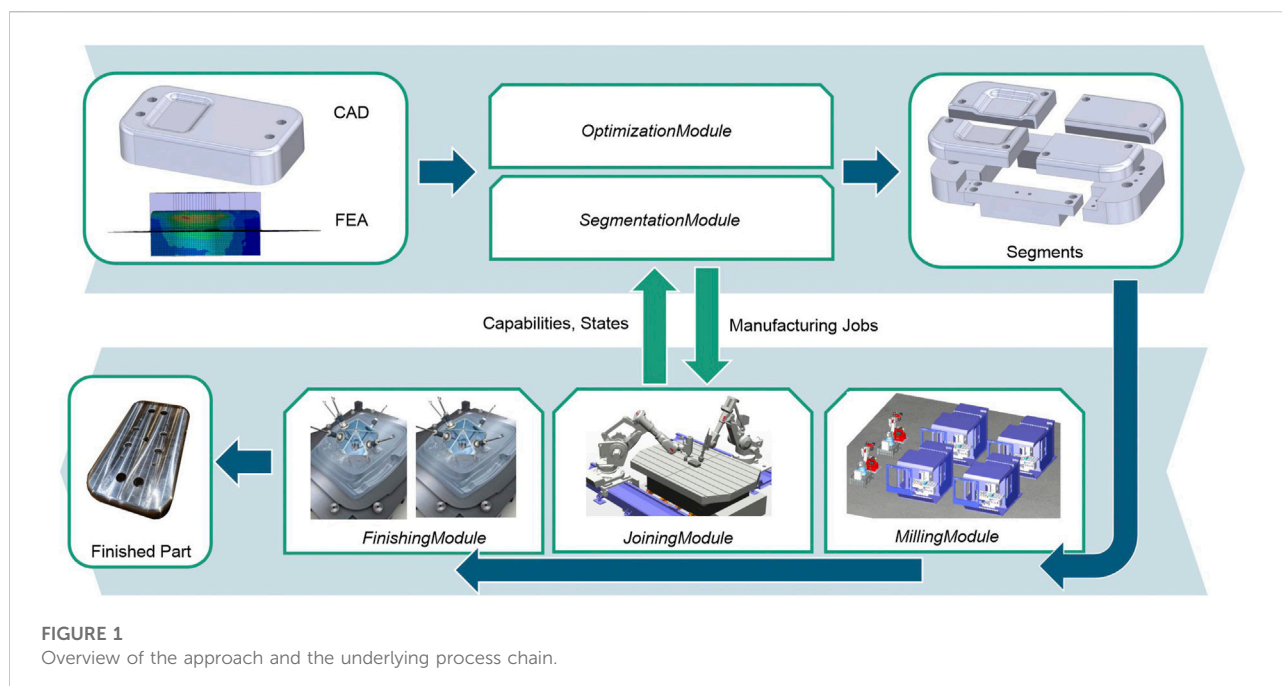 CAD
FEA
OptimizationModule
SegmentationModule
Segments
Capabilities, States
Manufacturing Jobs
Finished Part
FinishingModule
JoiningModule
MillingModule
FIGURE 1
Overview of the approach and the underlying process chain.